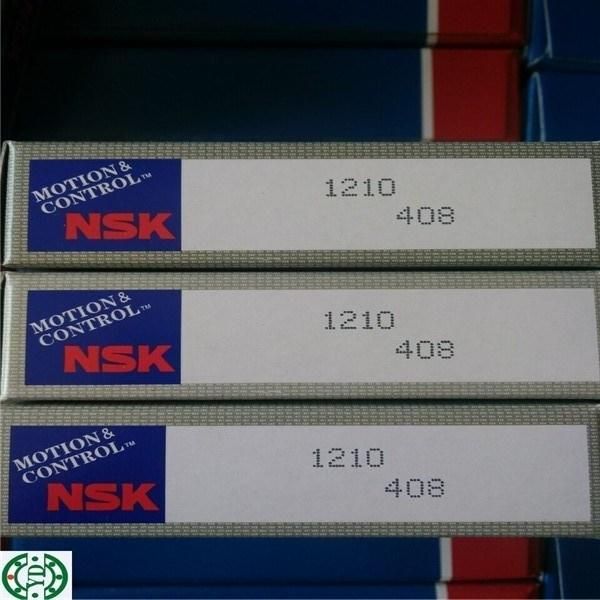 MOTION &
CONTROL™
NSK
1210
408
MOTION &
CONTROL™
NSK
1210
408
MOTION &
CONTROL™
NSK
1210
408